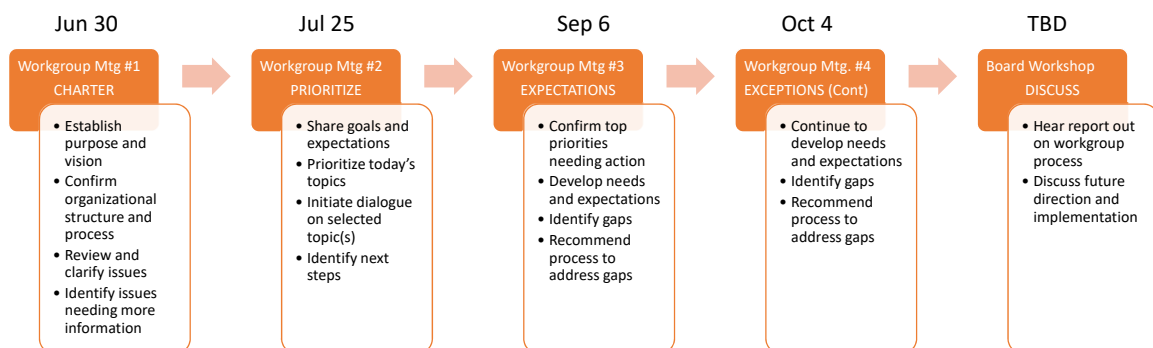 Jun 30
Workgroup Mtg #1
CHARTER
• Establish
purpose and
vision
• Confirm
organizational
structure and
process
• Review and
clarify issues
• Identify issues
needing more
information
Jul 25
Workgroup Mtg #2
PRIORITIZE
• Share goals and
expectations
• Prioritize today's
topics
• Initiate dialogue
on selected
topic(s)
• Identify next
steps
Sep 6
Workgroup Mtg #3
EXPECTATIONS
• Confirm top
priorities
needing action
• Develop needs
and expectations
• Identify gaps
• Recommend
process to
address gaps
Oct 4
Workgroup Mtg. #4
EXCEPTIONS (Cont)
• Continue to
develop needs
and expectations
• Identify gaps
• Recommend
process to
address gaps
TBD
Board Workshop
DISCUSS
• Hear report out
on workgroup
process
• Discuss future
direction and
implementation